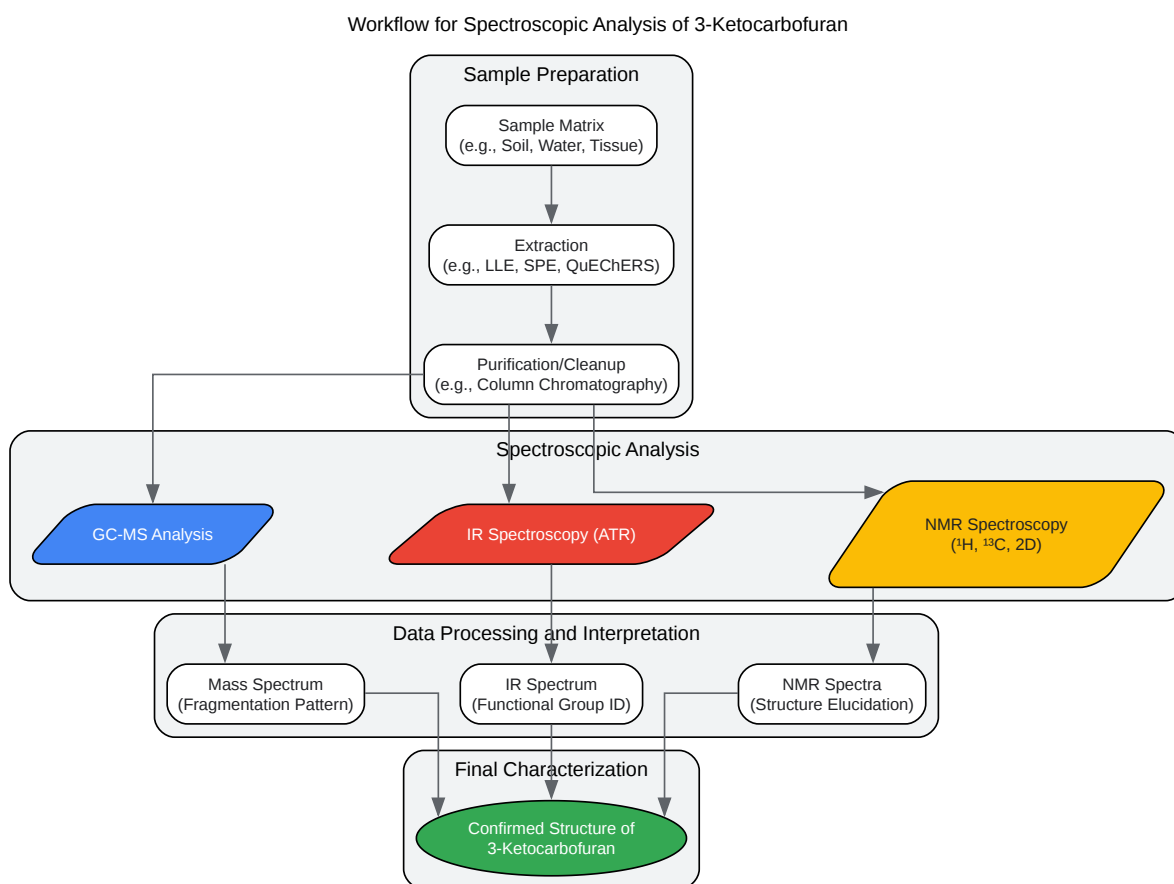 Workflow for Spectroscopic Analysis of 3-Ketocarbofuran
Sample Preparation
Sample Matrix
(e.g., Soil, Water, Tissue)
Extraction
(e.g., LLE, SPE, QuEChERS)
Purification/Cleanup
(e.g., Column Chromatography)
Spectroscopic Analysis
GC-MS Analysis
IR Spectroscopy (ATR)
NMR Spectroscopy
(¹H, ¹³C, 2D)
Data Processing and Interpretation
Mass Spectrum
(Fragmentation Pattern)
IR Spectrum
(Functional Group ID)
NMR Spectra
(Structure Elucidation)
Final Characterization
Confirmed Structure of
3-Ketocarbofuran